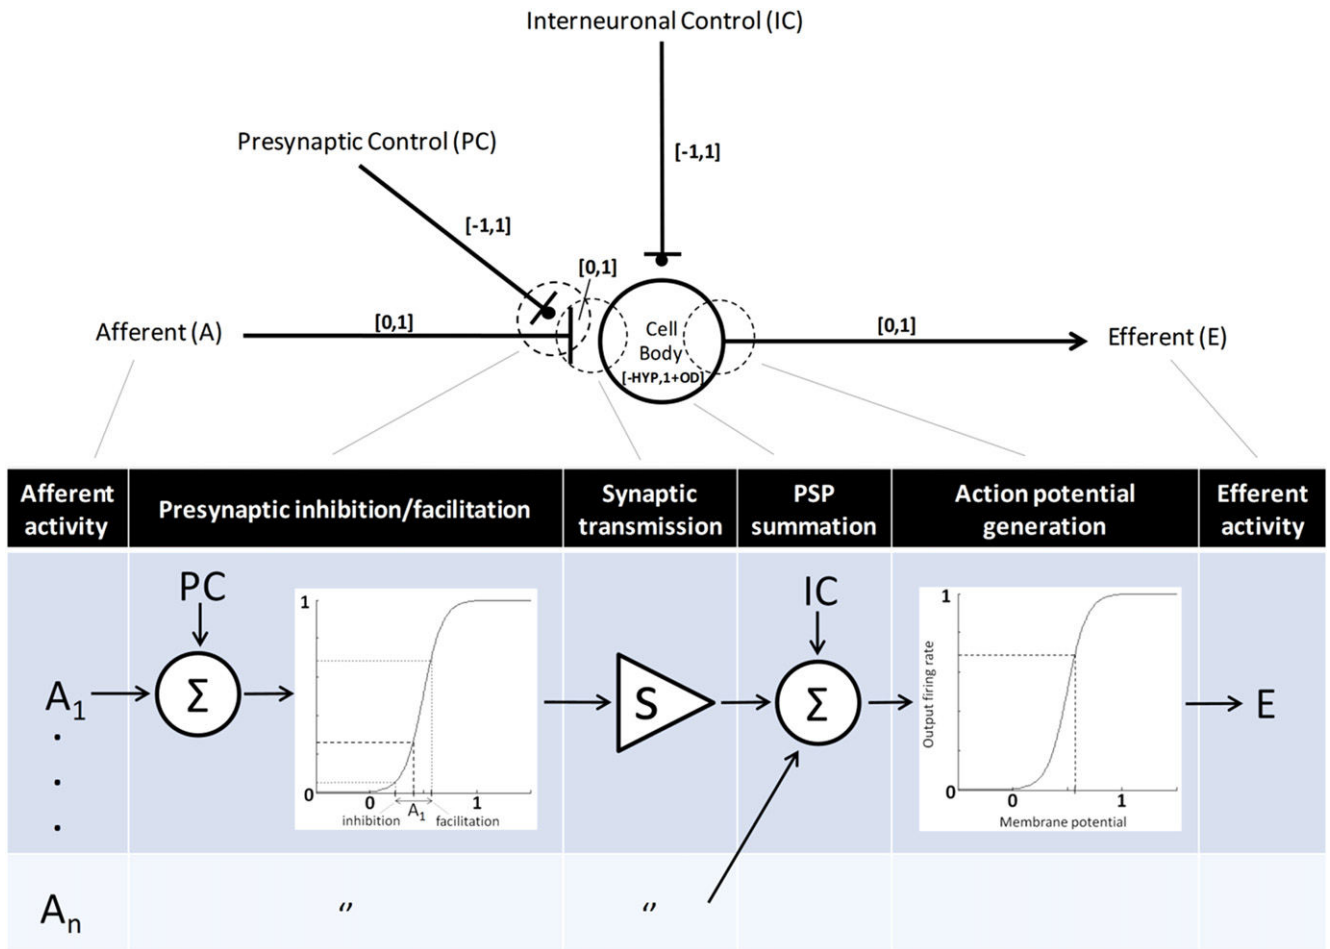 Interneuronal Control (IC)
Presynaptic Control (PC)
[-1,1]
[-1,1]
[0,1]
Afferent (A)
[0,1]
Cell
Body
[-HYP,1+OD]
[0,1]
Efferent (E)
Afferent
activity
Presynaptic inhibition/facilitation
Synaptic
transmission
PSP
summation
Action potential
generation
Efferent
activity
A1
.
.
.
PC
Σ
1
0
0
A1
1
inhibition
facilitation
S
IC
Σ
Output firing rate
1
0
0
1
Membrane potential
E
An
“
“